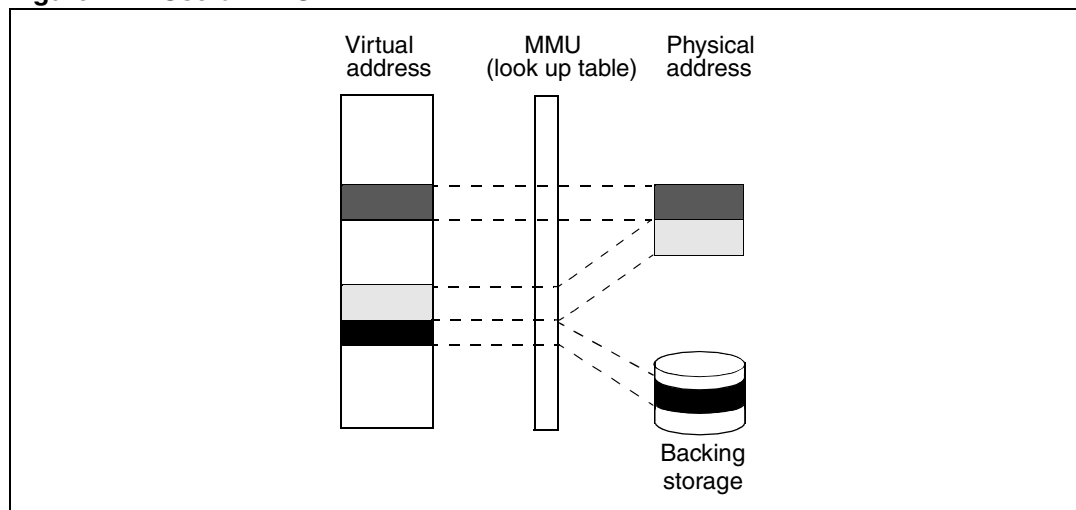 Virtual
address
MMU
(look up table)
Physical
address
Backing
storage